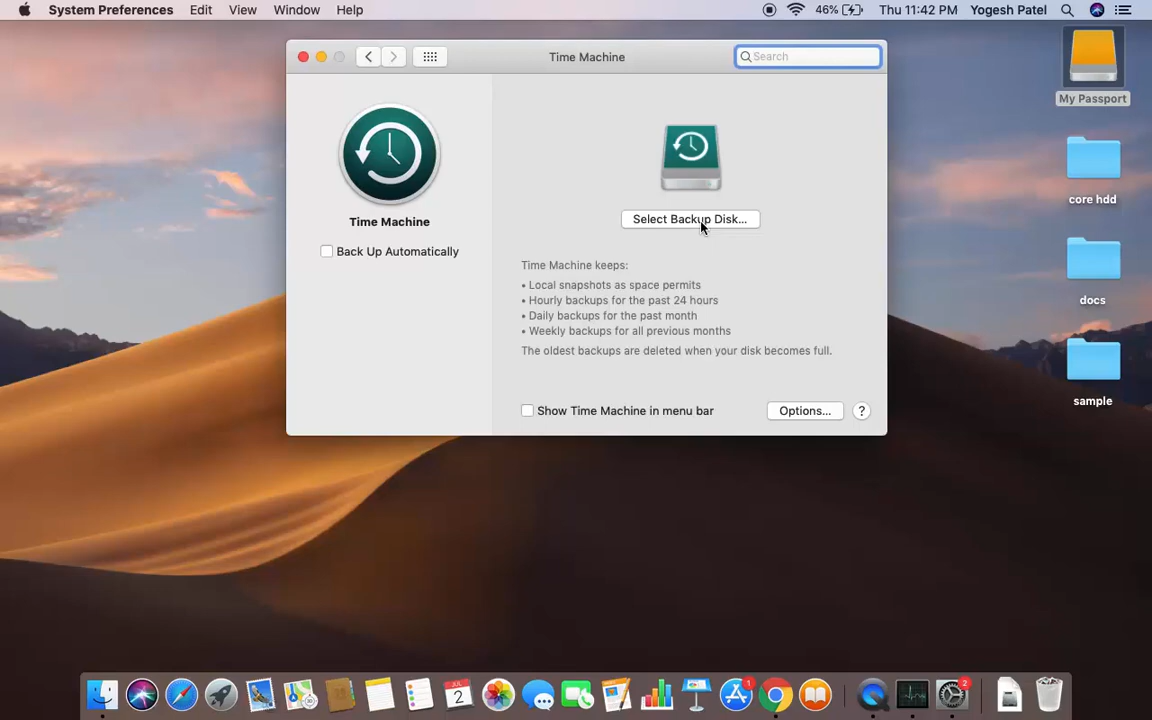 System Preferences Edit View Window Help
46% Thu 11:42 PM Yogesh Patel
Time Machine
Search
My Passport
Time Machine
Back Up Automatically
Select Backup Disk...
Time Machine keeps:
• Local snapshots as space permits
• Hourly backups for the past 24 hours
• Daily backups for the past month
• Weekly backups for all previous months
The oldest backups are deleted when your disk becomes full.
Show Time Machine in menu bar
Options...
?
core hdd
docs
sample
2
1
2